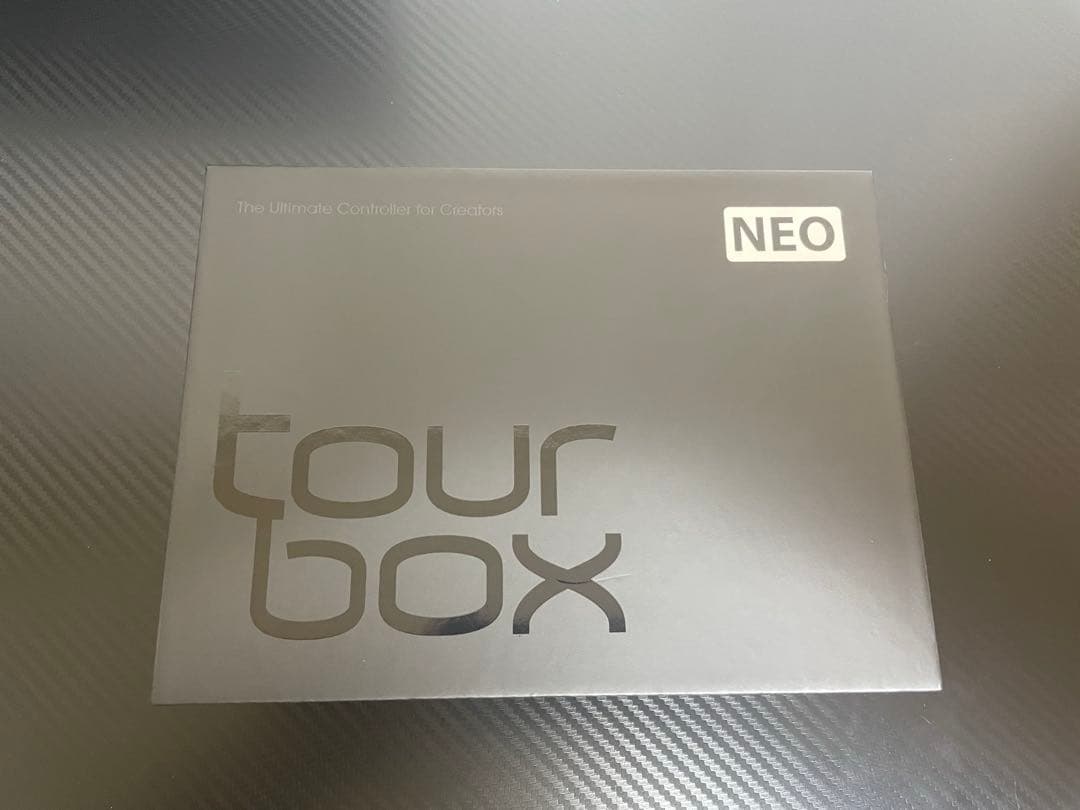 The Ultimate Controller for Creators
NEO
tour
box